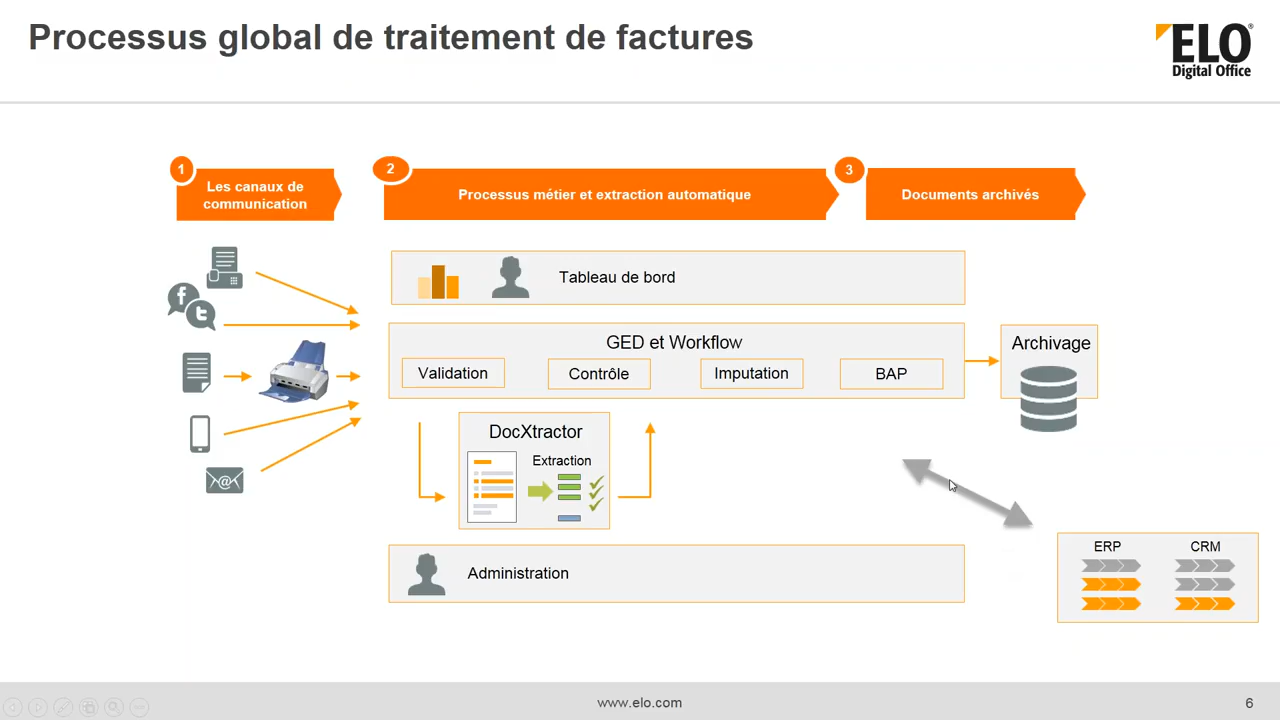 Processus global de traitement de factures
ELO®
Digital Office
1
Les canaux de
communication
2
Processus métier et extraction automatique
3
Documents archivés
f
t
@
Tableau de bord
GED et Workflow
Validation
Contrôle
Imputation
BAP
Archivage
DocXtractor
Extraction
Administration
ERP
CRM
www.elo.com
6